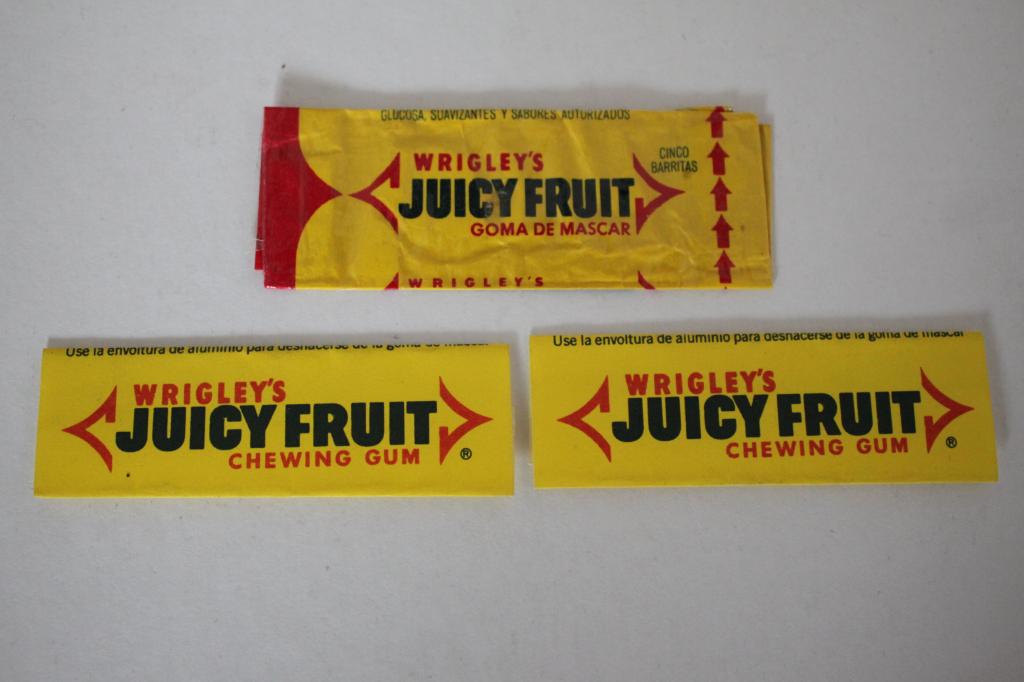 GLUCOSA, SUAVIZANTES Y SABORES AUTORIZADOS
WRIGLEY'S
JUICY FRUIT
GOMA DE MASCAR
CINCO
BARRITAS
WRIGLEY'S
Use la envoltura de aluminio para deshacerse de la goma de mascar
WRIGLEY'S
JUICY FRUIT
CHEWING GUM ®
Use la envoltura de aluminio para deshacerse de la goma de mascar
WRIGLEY'S
JUICY FRUIT
CHEWING GUM ®